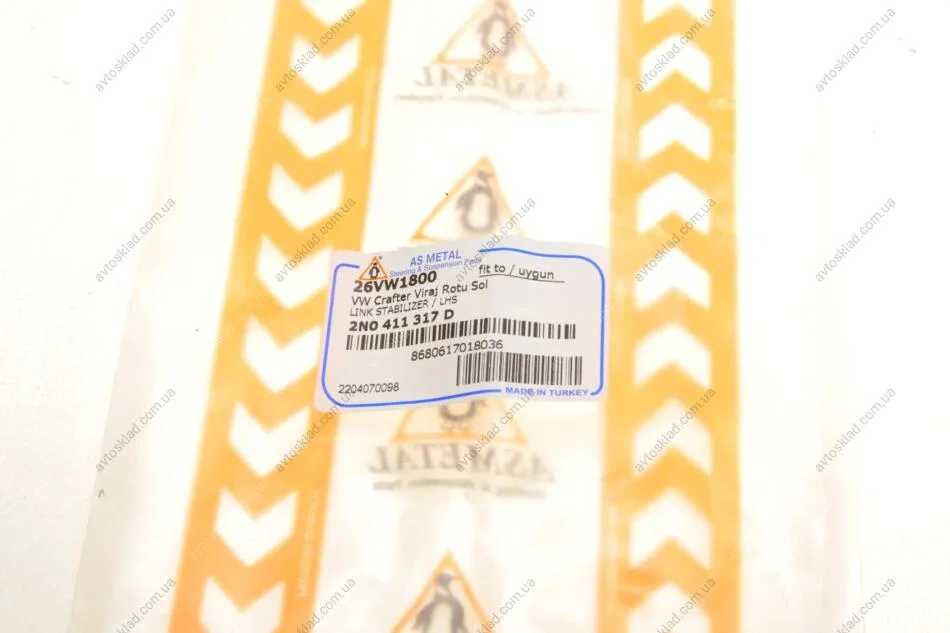 ASMETAL
AS METAL
Steering & Suspension Parts
26VW1800
fit to / uygun
VW Crafter Viraj Rotu Sol
LINK STABILIZER / LHS
2N0 411 317 D
8680617018036
2204070098
MADE IN TURKEY
ASMETAL
avtosklad.com.ua